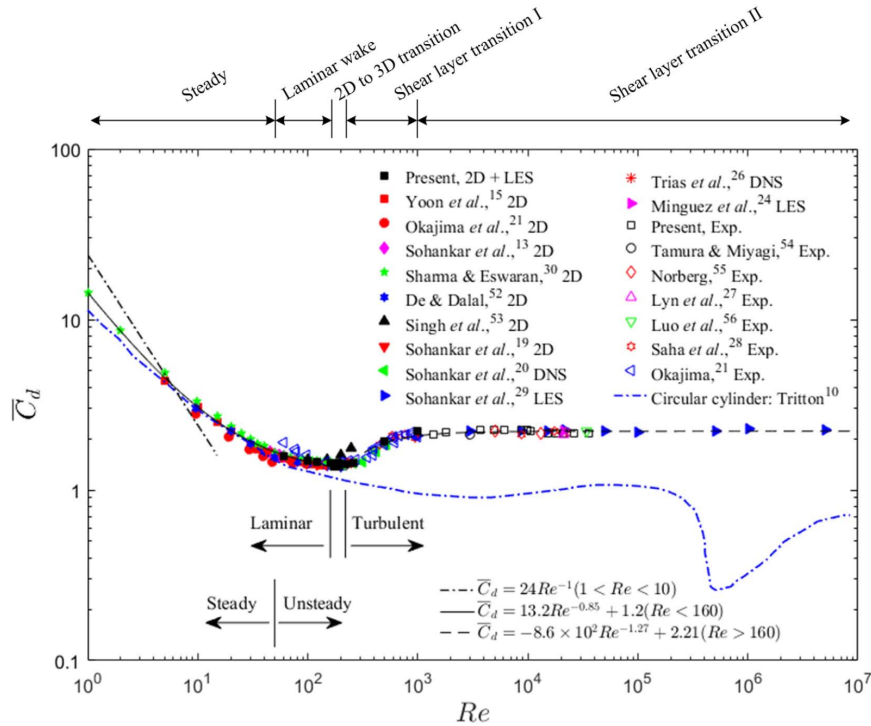 Steady
Laminar wake
2D to 3D transition
Shear layer transition I
Shear layer transition II
100
10
1
0.1
C̅d
Present, 2D + LES
Yoon et al.,15 2D
Okajima et al.,21 2D
Sohankar et al.,13 2D
Sharma & Eswaran,30 2D
De & Dalal,52 2D
Singh et al.,53 2D
Sohankar et al.,19 2D
Sohankar et al.,20 DNS
Sohankar et al.,29 LES
Trias et al.,26 DNS
Minguez et al.,24 LES
Present, Exp.
Tamura & Miyagi,54 Exp.
Norberg,55 Exp.
Lyn et al.,27 Exp.
Luo et al.,56 Exp.
Saha et al.,28 Exp.
Okajima,21 Exp.
Circular cylinder: Tritton10
Laminar Turbulent
Steady Unsteady
C̅d = 24Re−1(1 < Re < 10)
C̅d = 13.2Re−0.85 + 1.2(Re < 160)
C̅d = −8.6 × 102Re−1.27 + 2.21(Re > 160)
100 101 102 103 104 105 106 107
Re